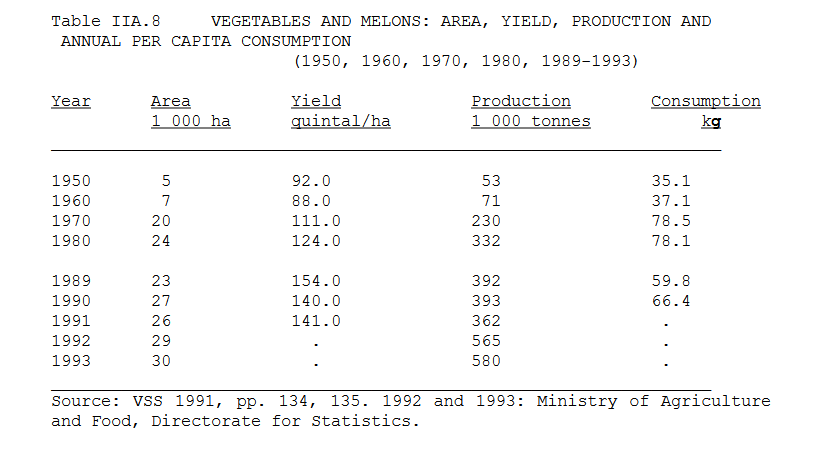 Table IIA.8 VEGETABLES AND MELONS: AREA, YIELD, PRODUCTION AND
ANNUAL PER CAPITA CONSUMPTION
(1950, 1960, 1970, 1980, 1989-1993)
Year Area Yield Production Consumption
1 000 ha quintal/ha 1 000 tonnes kg
1950 5 92.0 53 35.1
1960 7 88.0 71 37.1
1970 20 111.0 230 78.5
1980 24 124.0 332 78.1
1989 23 154.0 392 59.8
1990 27 140.0 393 66.4
1991 26 141.0 362 .
1992 29 . 565 .
1993 30 . 580 .
Source: VSS 1991, pp. 134, 135. 1992 and 1993: Ministry of Agriculture
and Food, Directorate for Statistics.